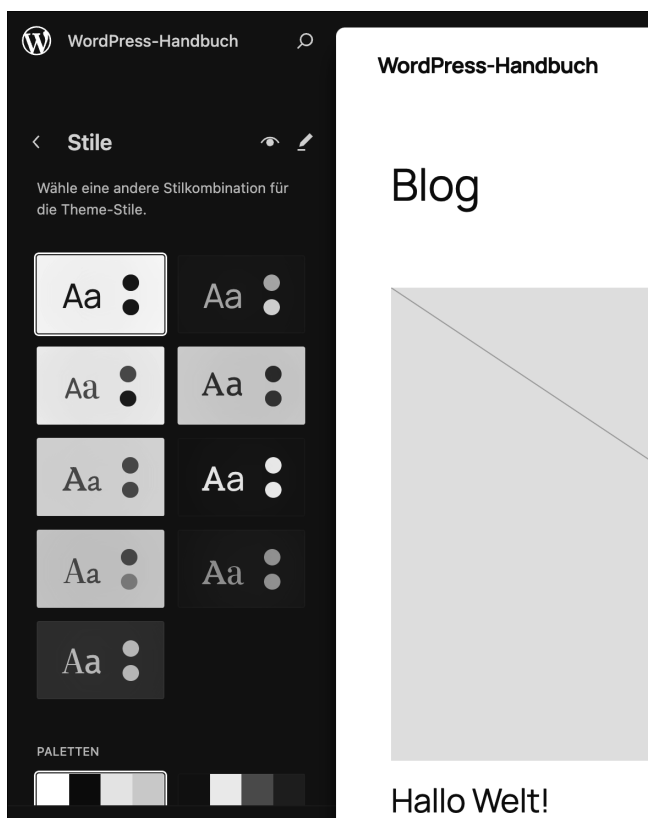 WordPress-Handbuch
Stile
Wähle eine andere Stilkombination für
die Theme-Stile.
Aa
Aa
Aa
Aa
Aa
Aa
Aa
Aa
Aa
PALETTEN
WordPress-Handbuch
Blog
Hallo Welt!